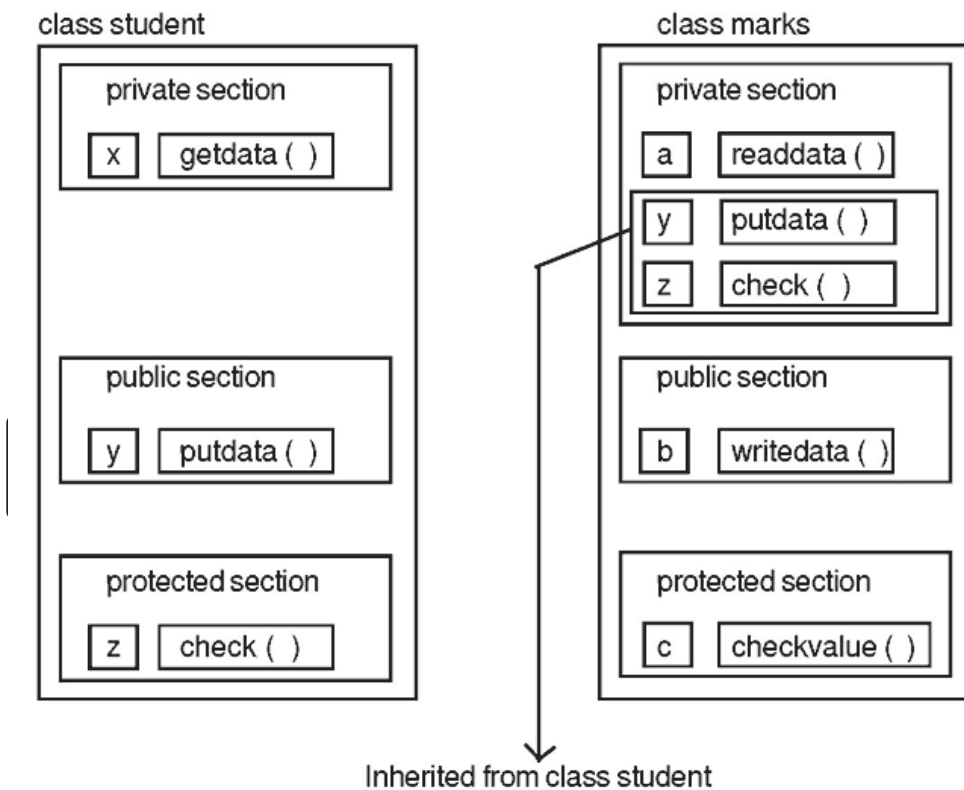 class student
private section
x getdata ( )
public section
y putdata ( )
protected section
z check ( )
class marks
private section
a readdata ( )
y putdata ( )
z check ( )
public section
b writedata ( )
protected section
c checkvalue ( )
Inherited from class student